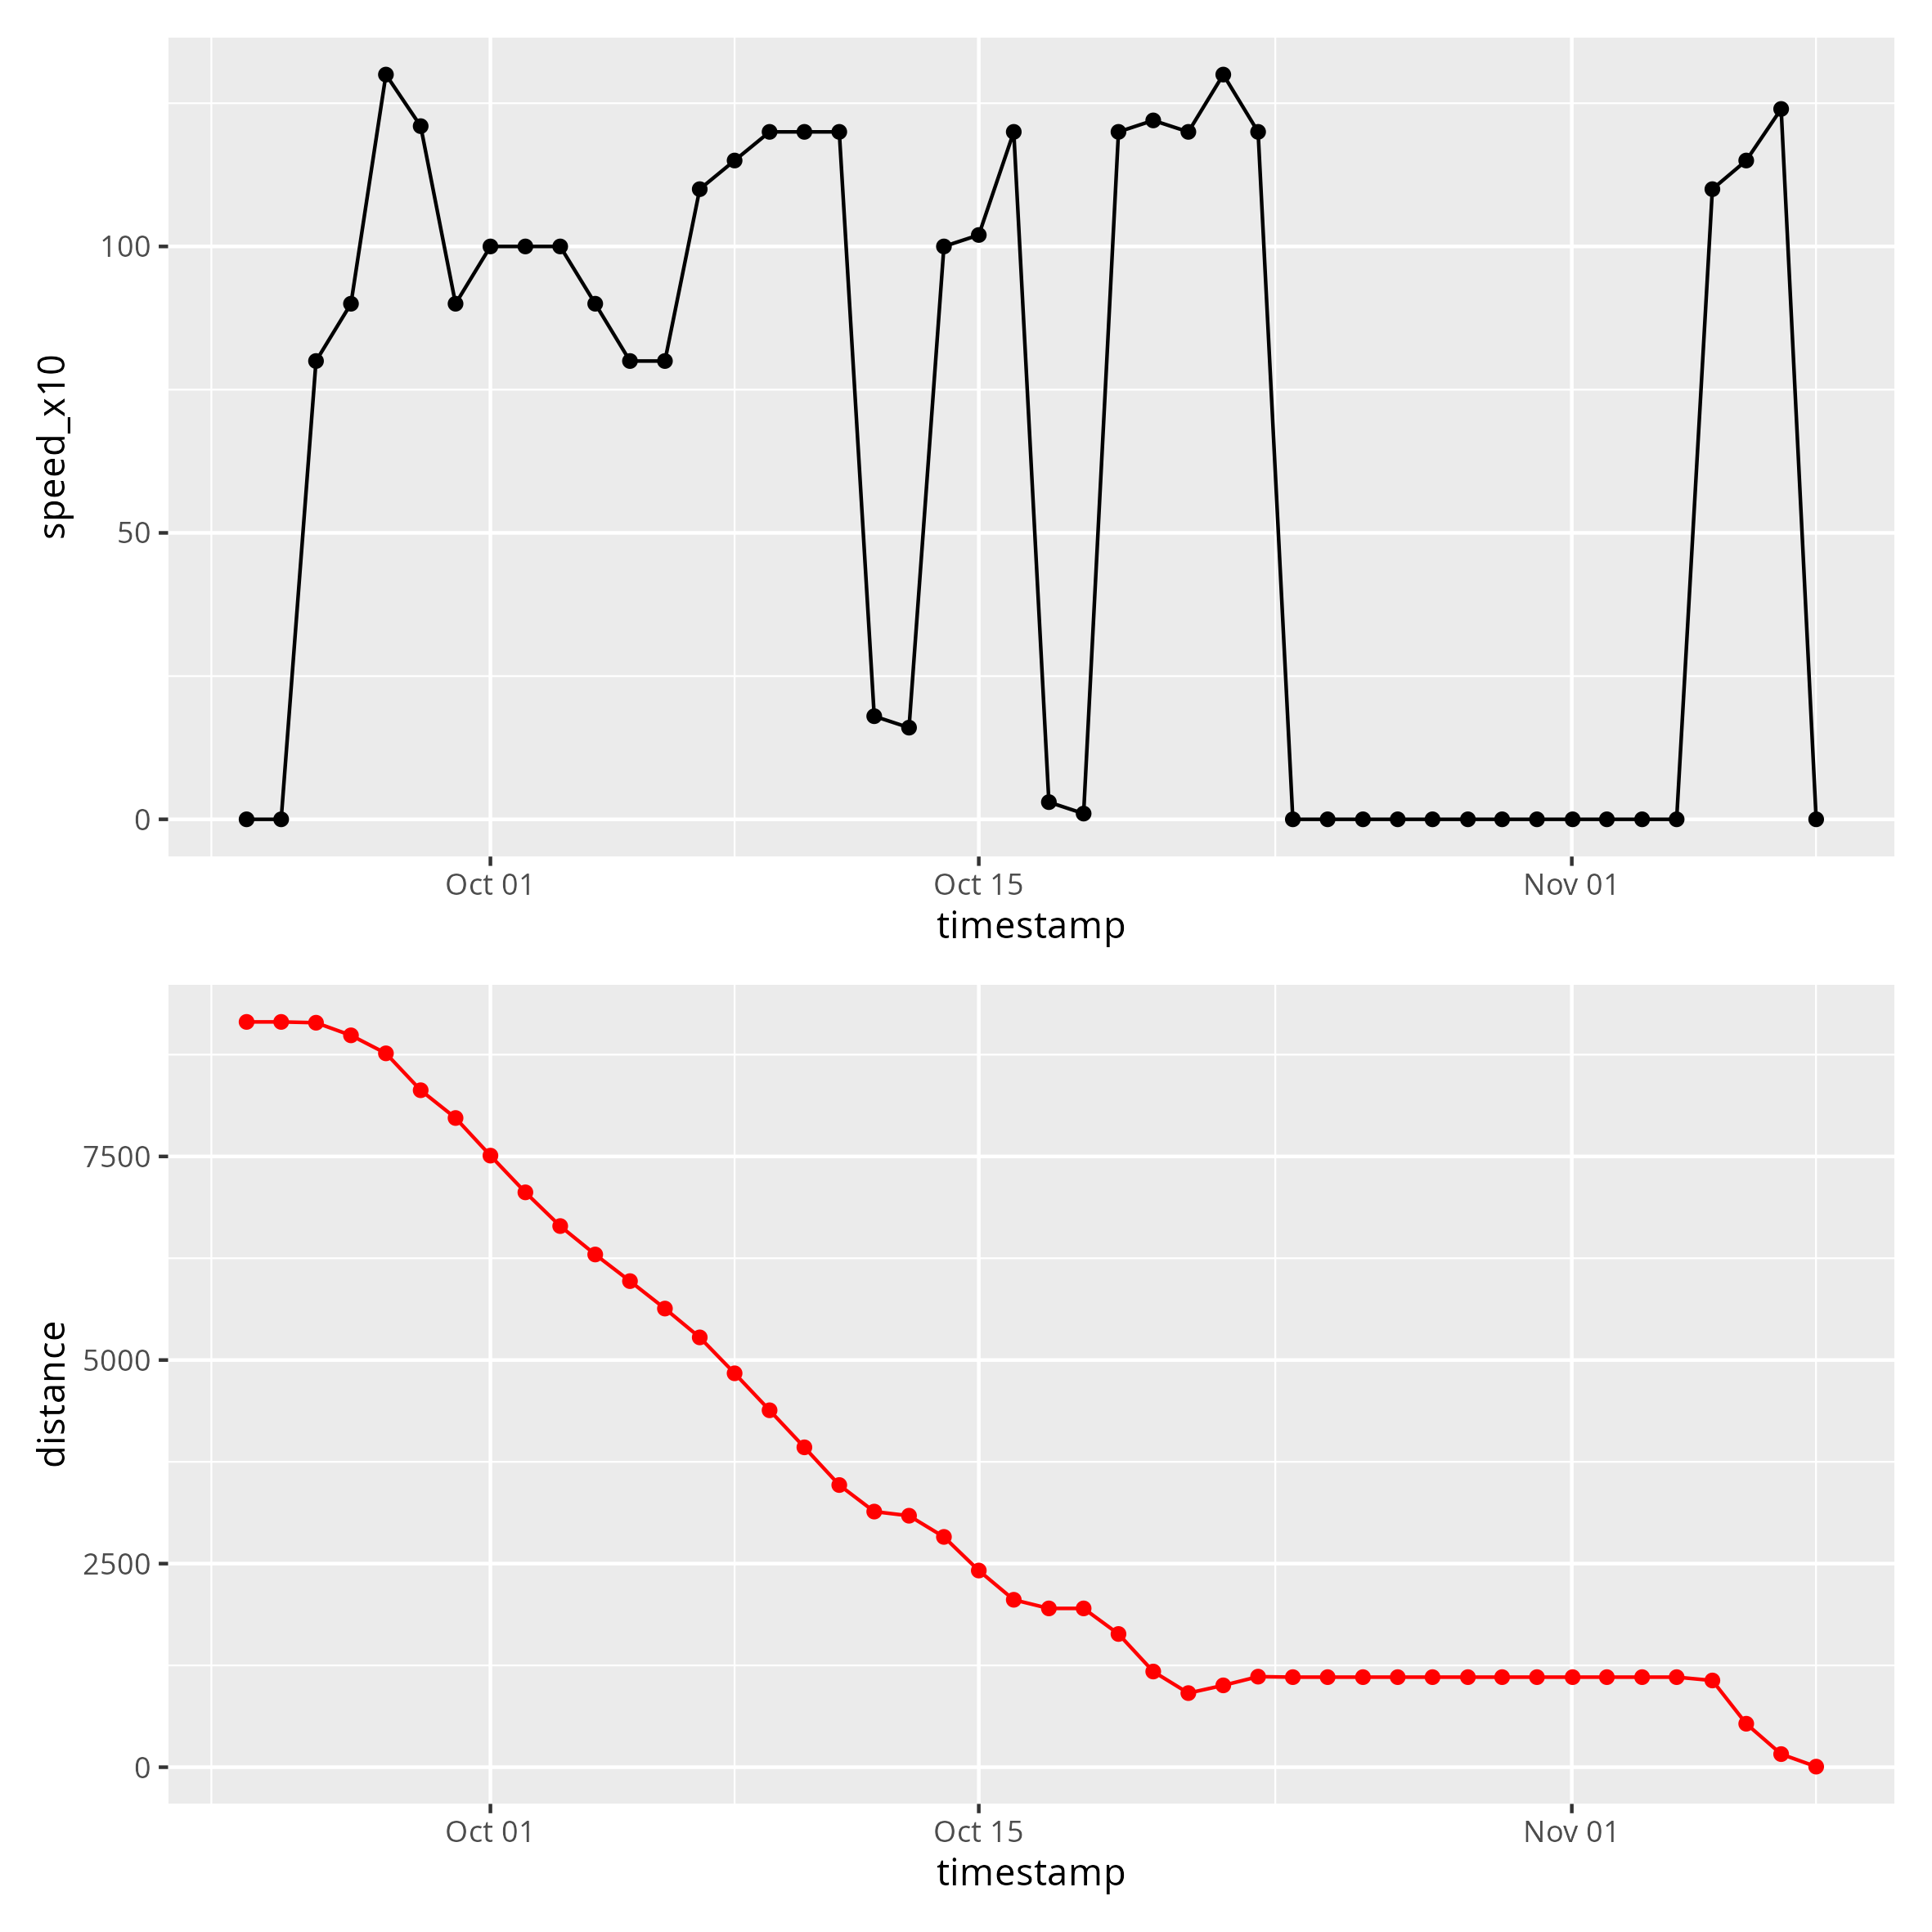 speed_x10
100
50
0
Oct 01 Oct 15 Nov 01
timestamp
distance
7500
5000
2500
0
Oct 01 Oct 15 Nov 01
timestamp